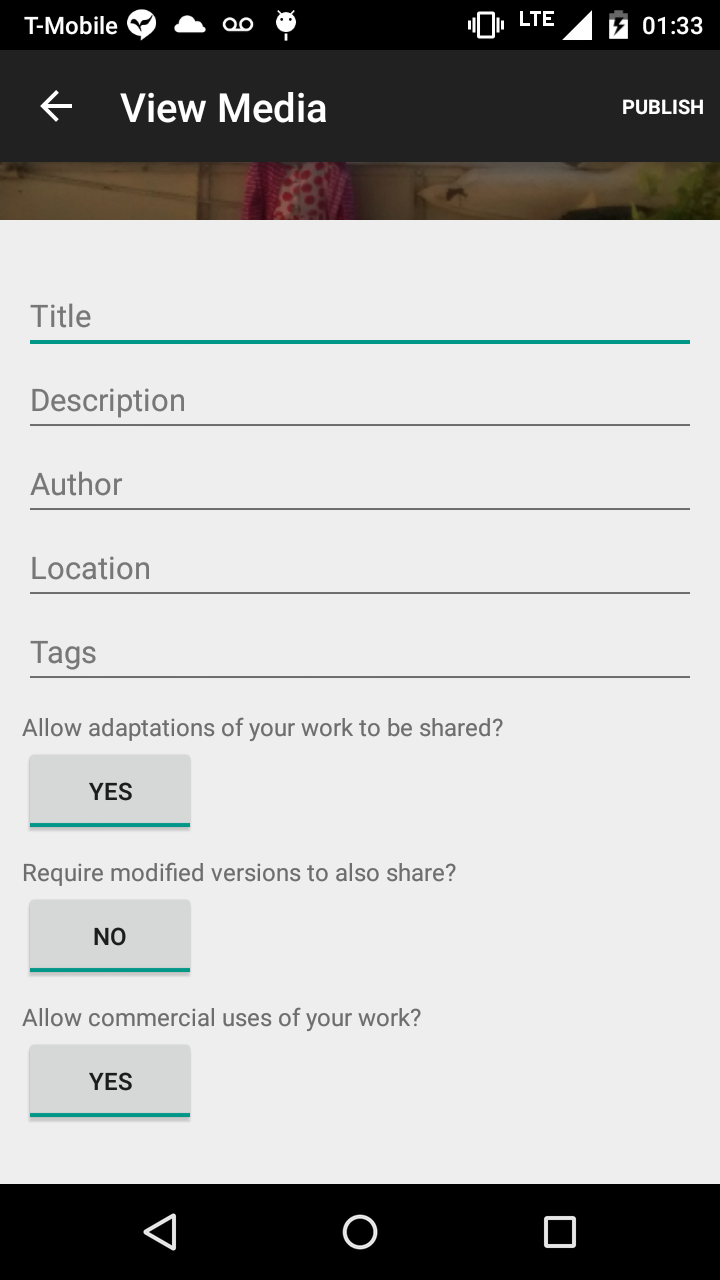 T-Mobile LTE 01:33
View Media PUBLISH
Title
Description
Author
Location
Tags
Allow adaptations of your work to be shared?
YES
Require modified versions to also share?
NO
Allow commercial uses of your work?
YES